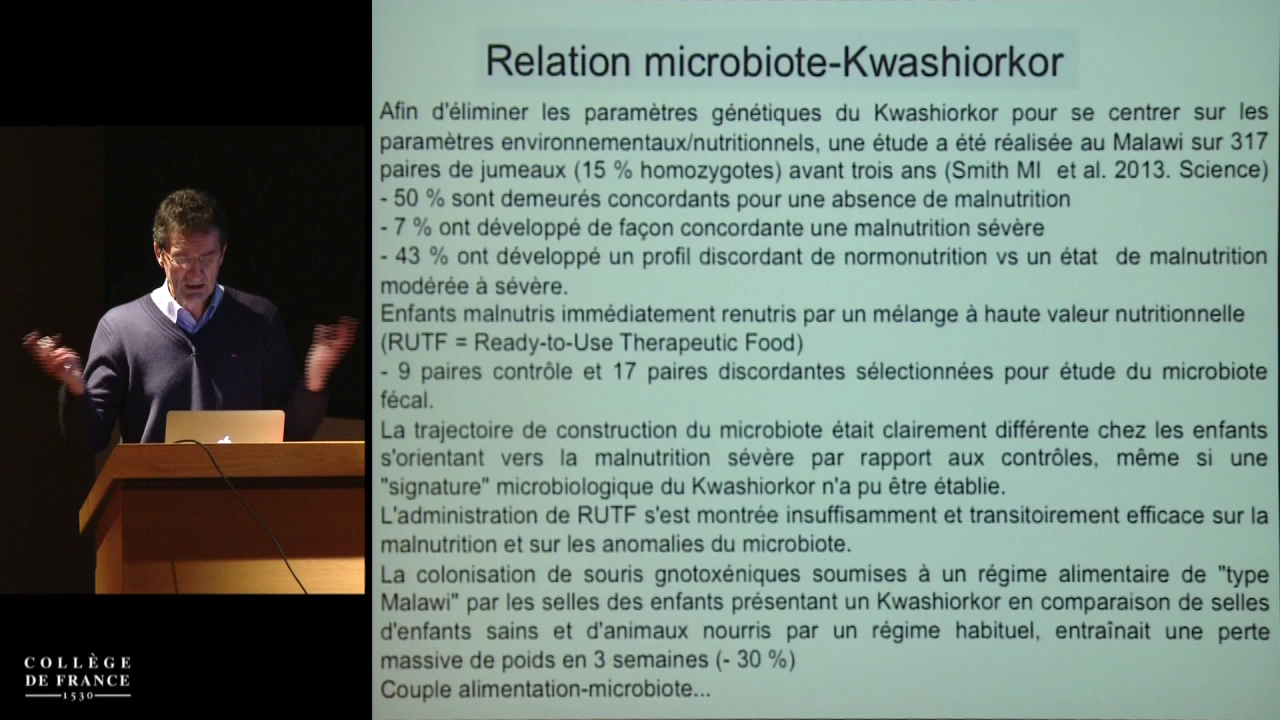 Relation microbiote-Kwashiorkor
Afin d'éliminer les paramètres génétiques du Kwashiorkor pour se centrer sur les
paramètres environnementaux/nutritionnels, une étude a été réalisée au Malawi sur 317
paires de jumeaux (15 % homozygotes) avant trois ans (Smith MI et al. 2013. Science)
- 50 % sont demeurés concordants pour une absence de malnutrition
- 7 % ont développé de façon concordante une malnutrition sévère
- 43 % ont développé un profil discordant de normonutrition vs un état de malnutrition
modérée à sévère.
Enfants malnutris immédiatement renutris par un mélange à haute valeur nutritionnelle
(RUTF = Ready-to-Use Therapeutic Food)
- 9 paires contrôle et 17 paires discordantes sélectionnées pour étude du microbiote
fécal.
La trajectoire de construction du microbiote était clairement différente chez les enfants
s'orientant vers la malnutrition sévère par rapport aux contrôles, même si une
"signature" microbiologique du Kwashiorkor n'a pu être établie.
L'administration de RUTF s'est montrée insuffisamment et transitoirement efficace sur la
malnutrition et sur les anomalies du microbiote.
La colonisation de souris gnotoxéniques soumises à un régime alimentaire de "type
Malawi" par les selles des enfants présentant un Kwashiorkor en comparaison de selles
d'enfants sains et d'animaux nourris par un régime habituel, entraînait une perte
massive de poids en 3 semaines (- 30 %)
Couple alimentation-microbiote...
COLLÈGE
DE FRANCE
1530